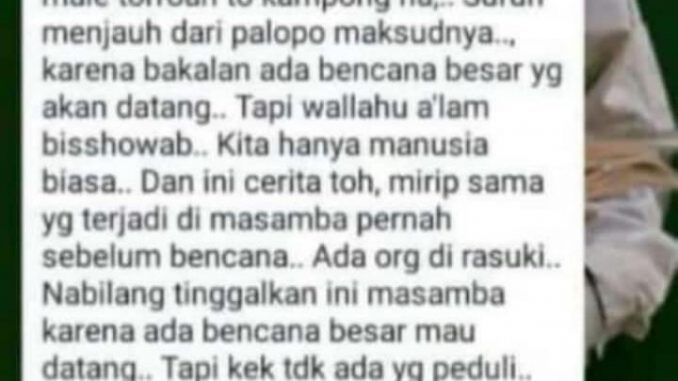 menjauh dari palopo maksudnya..,
karena bakalan ada bencana besar yg
akan datang.. Tapi wallahu a'lam
bisshowab.. Kita hanya manusia
biasa.. Dan ini cerita toh, mirip sama
yg terjadi di masamba pernah
sebelum bencana.. Ada org di rasuki..
Nabilang tinggalkan ini masamba
karena ada bencana besar mau
datang.. Tapi kek tdk ada yg peduli..